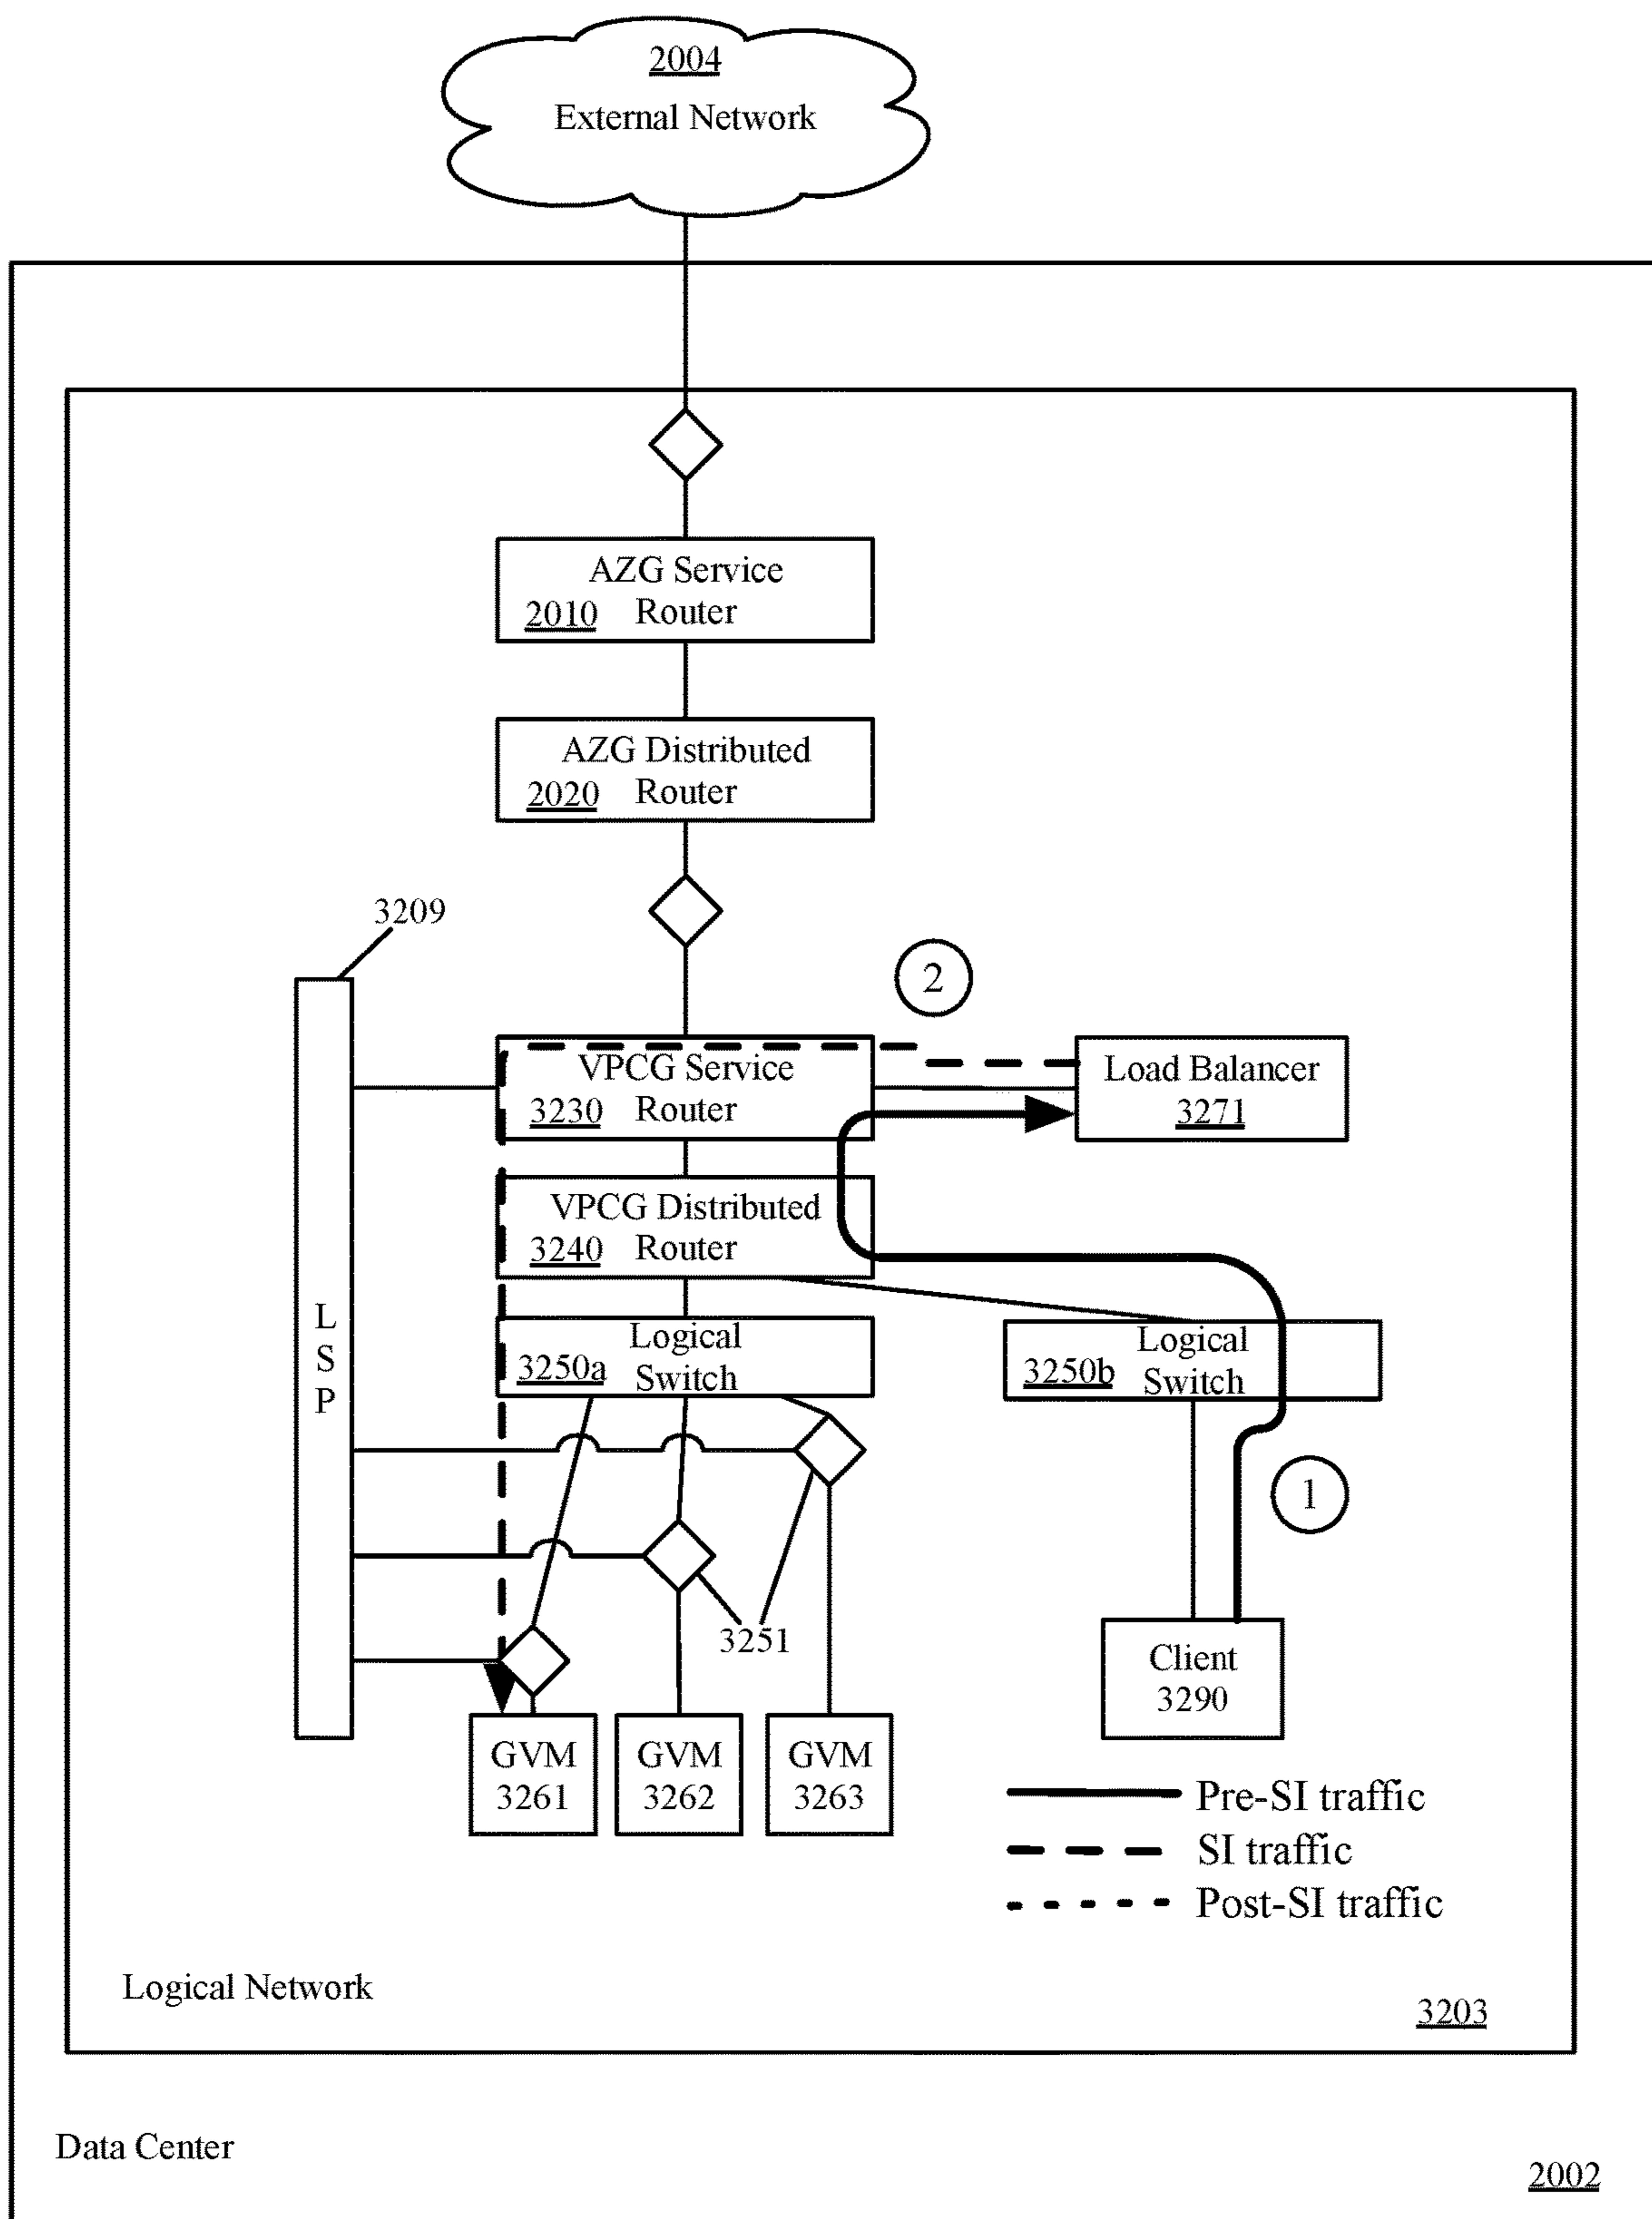 2004
External Network
AZG Service
2010 Router
AZG Distributed
2020 Router
3209
2
VPCG Service
3230 Router
Load Balancer
3271
VPCG Distributed
3240 Router
L
S
P
Logical
3250a Switch
Logical
3250b Switch
1
3251
Client
3290
GVM
3261
GVM
3262
GVM
3263
Pre-SI traffic
SI traffic
Post-SI traffic
Logical Network
3203
Data Center
2002